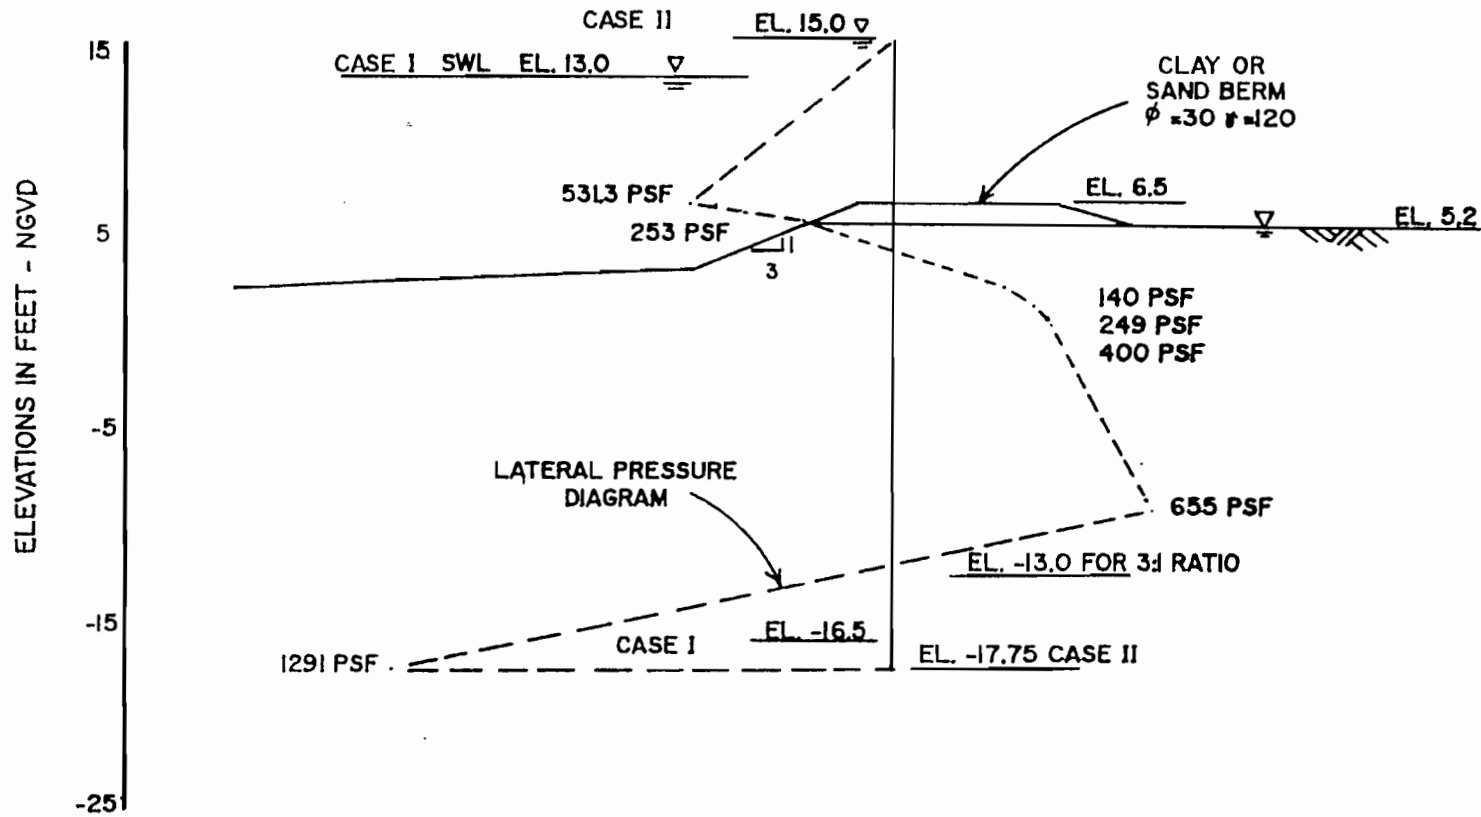 CASE II
EL. 15.0
15
CASE I SWL EL. 13.0
CLAY OR
SAND BERM
φ =30 γ =120
531.3 PSF
EL. 6.5
5
253 PSF
EL. 5.2
1
3
140 PSF
249 PSF
400 PSF
ELEVATIONS IN FEET - NGVD
-5
LATERAL PRESSURE
DIAGRAM
655 PSF
EL. -13.0 FOR 3:1 RATIO
-15
CASE I
EL. -16.5
1291 PSF
EL. -17.75 CASE II
-25